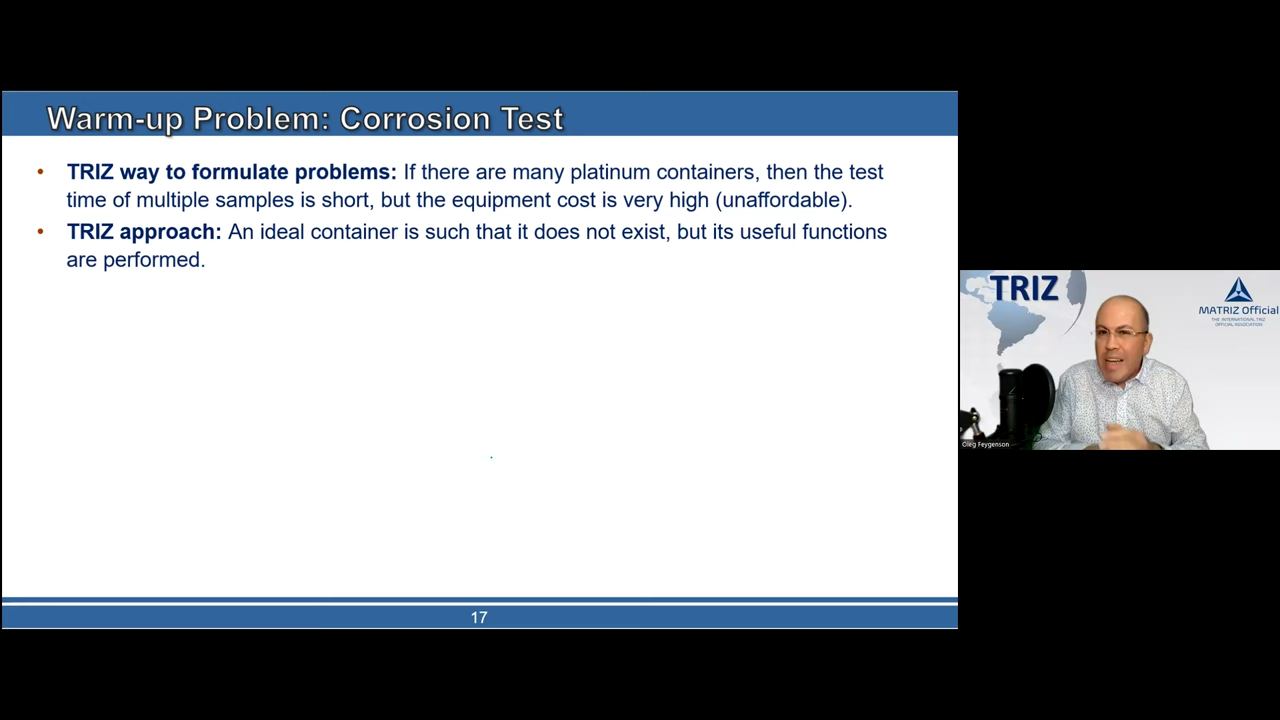 Warm-up Problem: Corrosion Test
• TRIZ way to formulate problems: If there are many platinum containers, then the test
time of multiple samples is short, but the equipment cost is very high (unaffordable).
• TRIZ approach: An ideal container is such that it does not exist, but its useful functions
are performed.
17
TRIZ
MATRIZ Official
THE INTERNATIONAL TRIZ
OFFICIAL ASSOCIATION
Oleg Feygenson